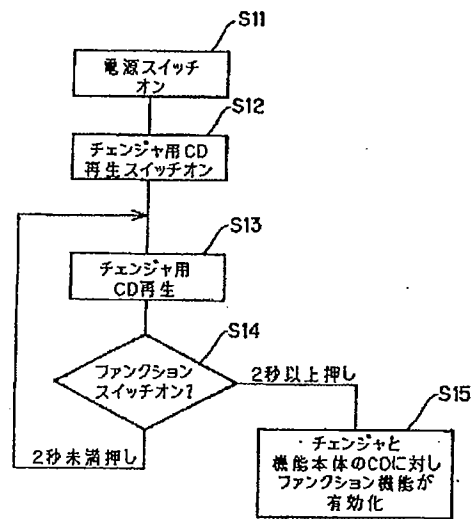 S11
電源スイッチ
オン
S12
チェンジャ用CD
再生スイッチオン
S13
チェンジャ用
CD再生
S14
ファンクション
スイッチオン?
2秒以上押し
2秒未満押し
S15
チェンジャと
機能本体のCDに対し
ファンクション機能が
有効化